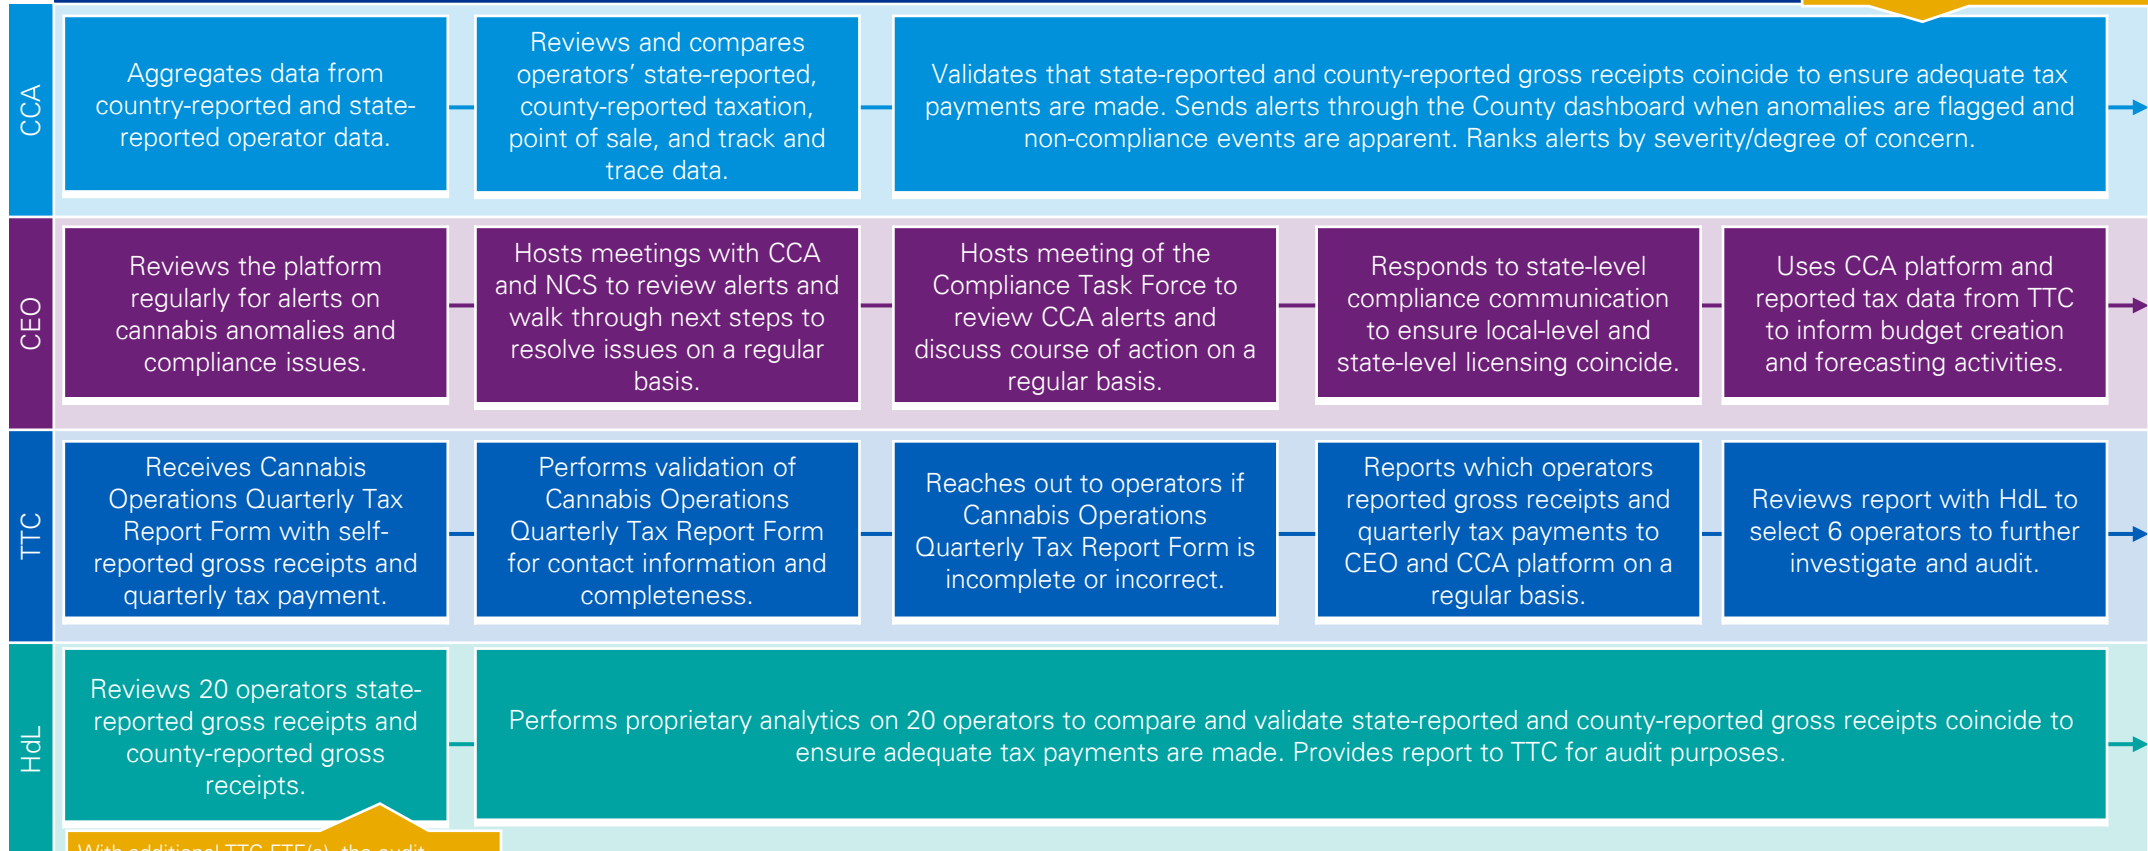 CCA
Aggregates data from
country-reported and state-
reported operator data.
Reviews and compares
operators’ state-reported,
county-reported taxation,
point of sale, and track and
trace data.
Validates that state-reported and county-reported gross receipts coincide to ensure adequate tax
payments are made. Sends alerts through the County dashboard when anomalies are flagged and
non-compliance events are apparent. Ranks alerts by severity/degree of concern.
CEO
Reviews the platform
regularly for alerts on
cannabis anomalies and
compliance issues.
Hosts meetings with CCA
and NCS to review alerts and
walk through next steps to
resolve issues on a regular
basis.
Hosts meeting of the
Compliance Task Force to
review CCA alerts and
discuss course of action on a
regular basis.
Responds to state-level
compliance communication
to ensure local-level and
state-level licensing coincide.
Uses CCA platform and
reported tax data from TTC
to inform budget creation
and forecasting activities.
TTC
Receives Cannabis
Operations Quarterly Tax
Report Form with self-
reported gross receipts and
quarterly tax payment.
Performs validation of
Cannabis Operations
Quarterly Tax Report Form
for contact information and
completeness.
Reaches out to operators if
Cannabis Operations
Quarterly Tax Report Form is
incomplete or incorrect.
Reports which operators
reported gross receipts and
quarterly tax payments to
CEO and CCA platform on a
regular basis.
Reviews report with HdL to
select 6 operators to further
investigate and audit.
HdL
Reviews 20 operators state-
reported gross receipts and
county-reported gross
receipts.
Performs proprietary analytics on 20 operators to compare and validate state-reported and county-reported gross receipts coincide to
ensure adequate tax payments are made. Provides report to TTC for audit purposes.
With additional TTC FTE(s), the audit